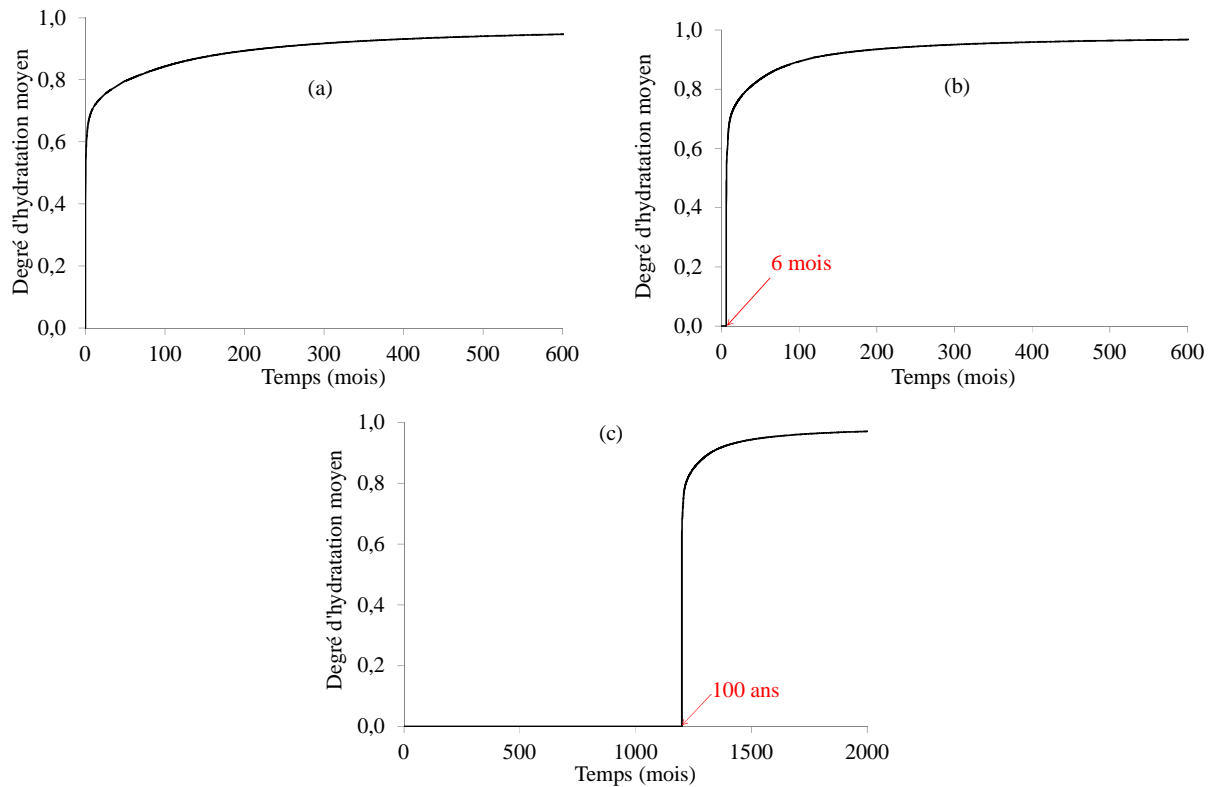 Degré d'hydratation moyen
1,0
0,8
0,6
0,4
0,2
0,0
(a)
0 100 200 300 400 500 600
Temps (mois)
Degré d'hydratation moyen
1,0
0,8
0,6
0,4
0,2
0,0
(b)
6 mois
0 100 200 300 400 500 600
Temps (mois)
Degré d'hydratation moyen
1,0
0,8
0,6
0,4
0,2
0,0
(c)
100 ans
0 500 1000 1500 2000
Temps (mois)